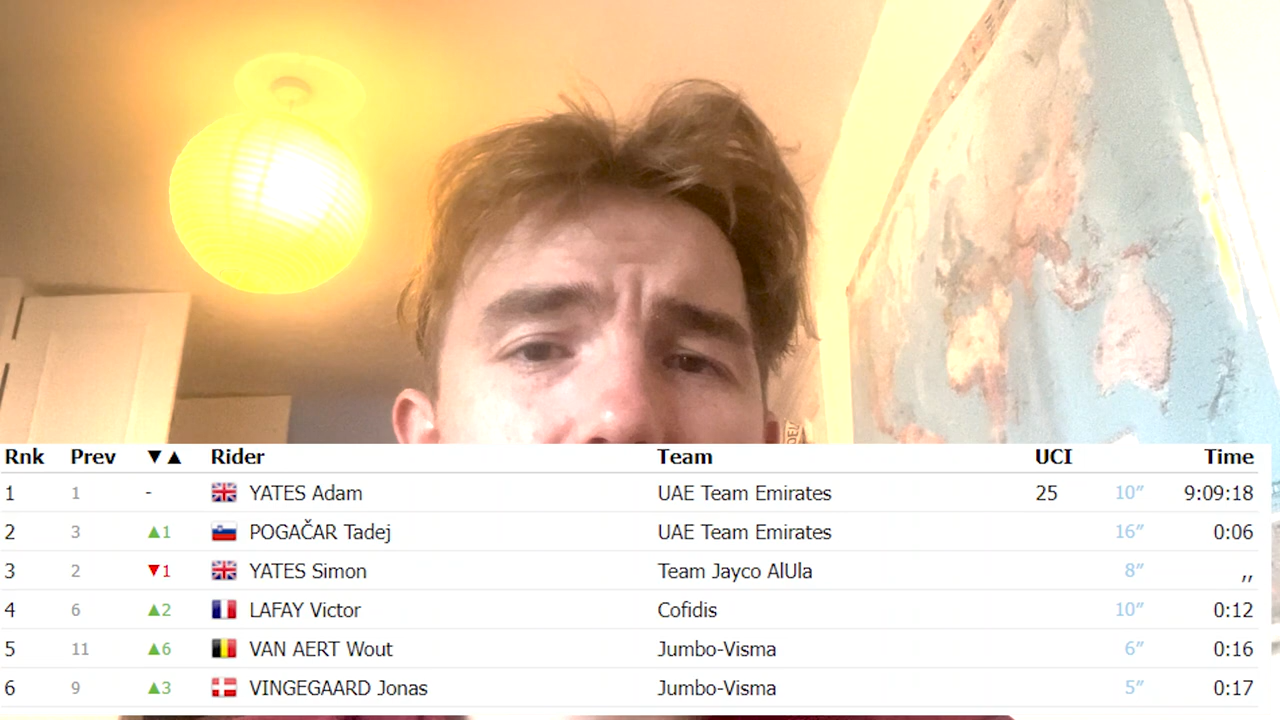 Rnk Prev ▼▲ Rider Team UCI Time
1 1 - YATES Adam UAE Team Emirates 25 10″ 9:09:18
2 3 ▲1 POGAČAR Tadej UAE Team Emirates 16″ 0:06
3 2 ▼1 YATES Simon Team Jayco AlUla 8″ ,,
4 6 ▲2 LAFAY Victor Cofidis 10″ 0:12
5 11 ▲6 VAN AERT Wout Jumbo-Visma 6″ 0:16
6 9 ▲3 VINGEGAARD Jonas Jumbo-Visma 5″ 0:17